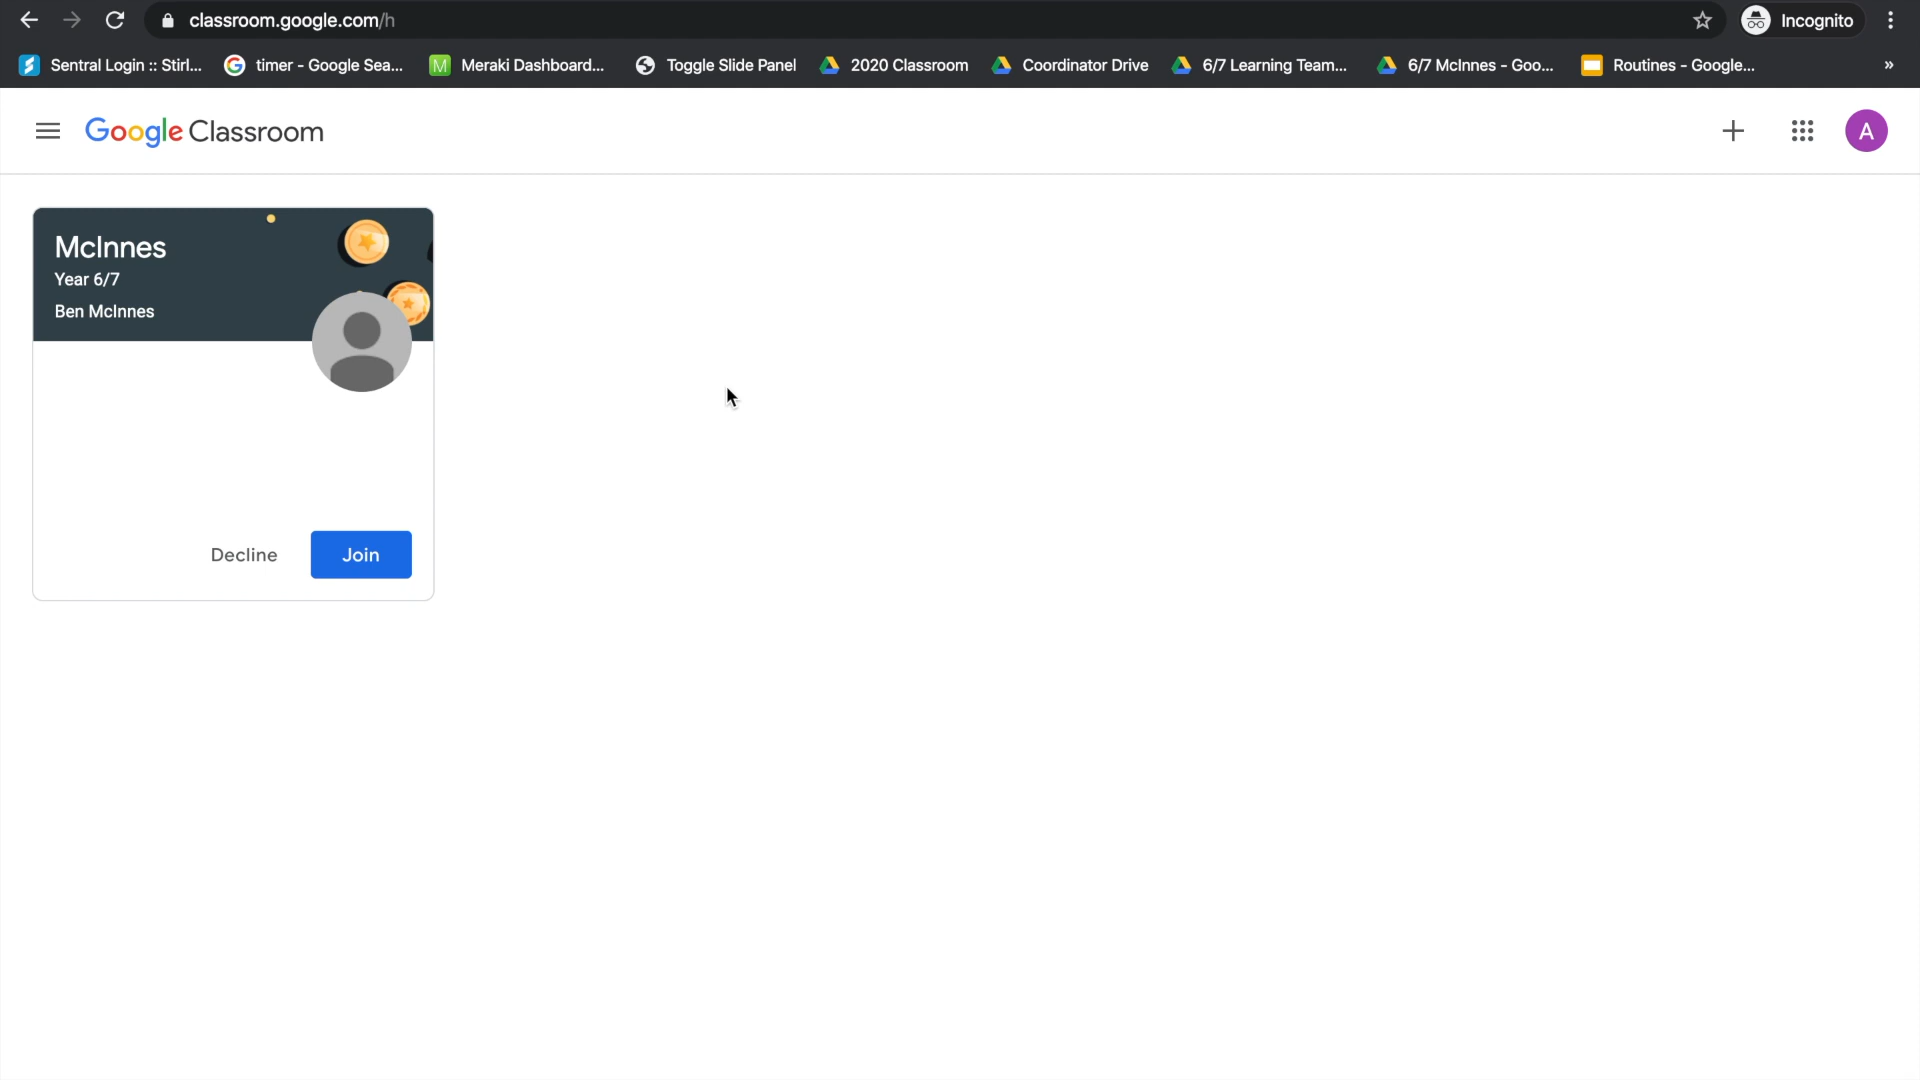 classroom.google.com/h
Incognito
Sentral Login :: Stirl...
timer - Google Sea...
M
Meraki Dashboard...
Toggle Slide Panel
2020 Classroom
Coordinator Drive
6/7 Learning Team...
6/7 McInnes - Goo...
Routines - Google...
»
Google Classroom
A
McInnes
Year 6/7
Ben McInnes
Decline
Join